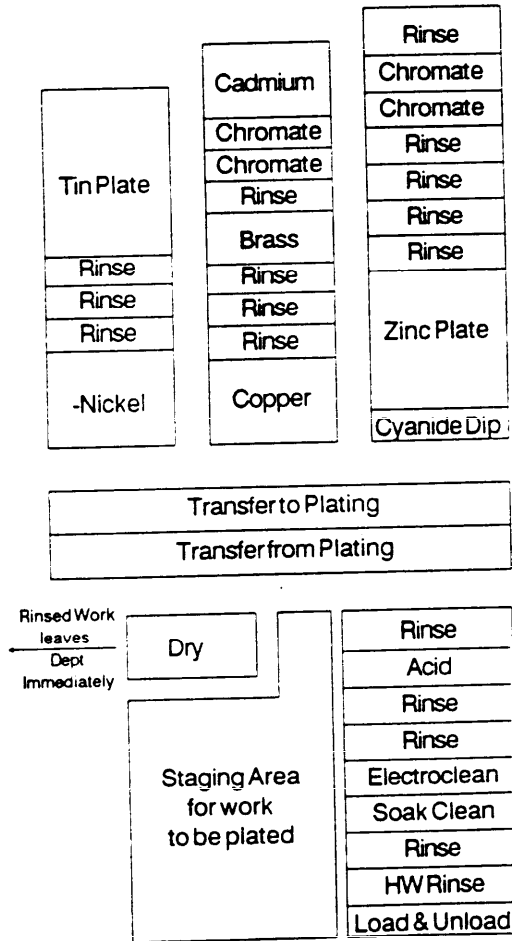 Tin Plate
Rinse
Rinse
Rinse
-Nickel
Cadmium
Chromate
Chromate
Rinse
Brass
Rinse
Rinse
Rinse
Copper
Rinse
Chromate
Chromate
Rinse
Rinse
Rinse
Rinse
Zinc Plate
Cyanide Dip
Transfer to Plating
Transfer from Plating
Rinsed Work
leaves
Dept
Immediately
Dry
Staging Area
for work
to be plated
Rinse
Acid
Rinse
Rinse
Electroclean
Soak Clean
Rinse
HW Rinse
Load & Unload